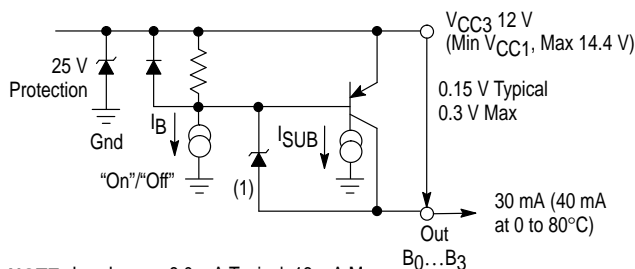 VCC3 12 V
(Min VCC1, Max 14.4 V)
25 V
Protection
0.15 V Typical
0.3 V Max
IB
ISUB
Gnd
"On"/"Off"
(1)
30 mA (40 mA
at 0 to 80°C)
Out
B0...B3